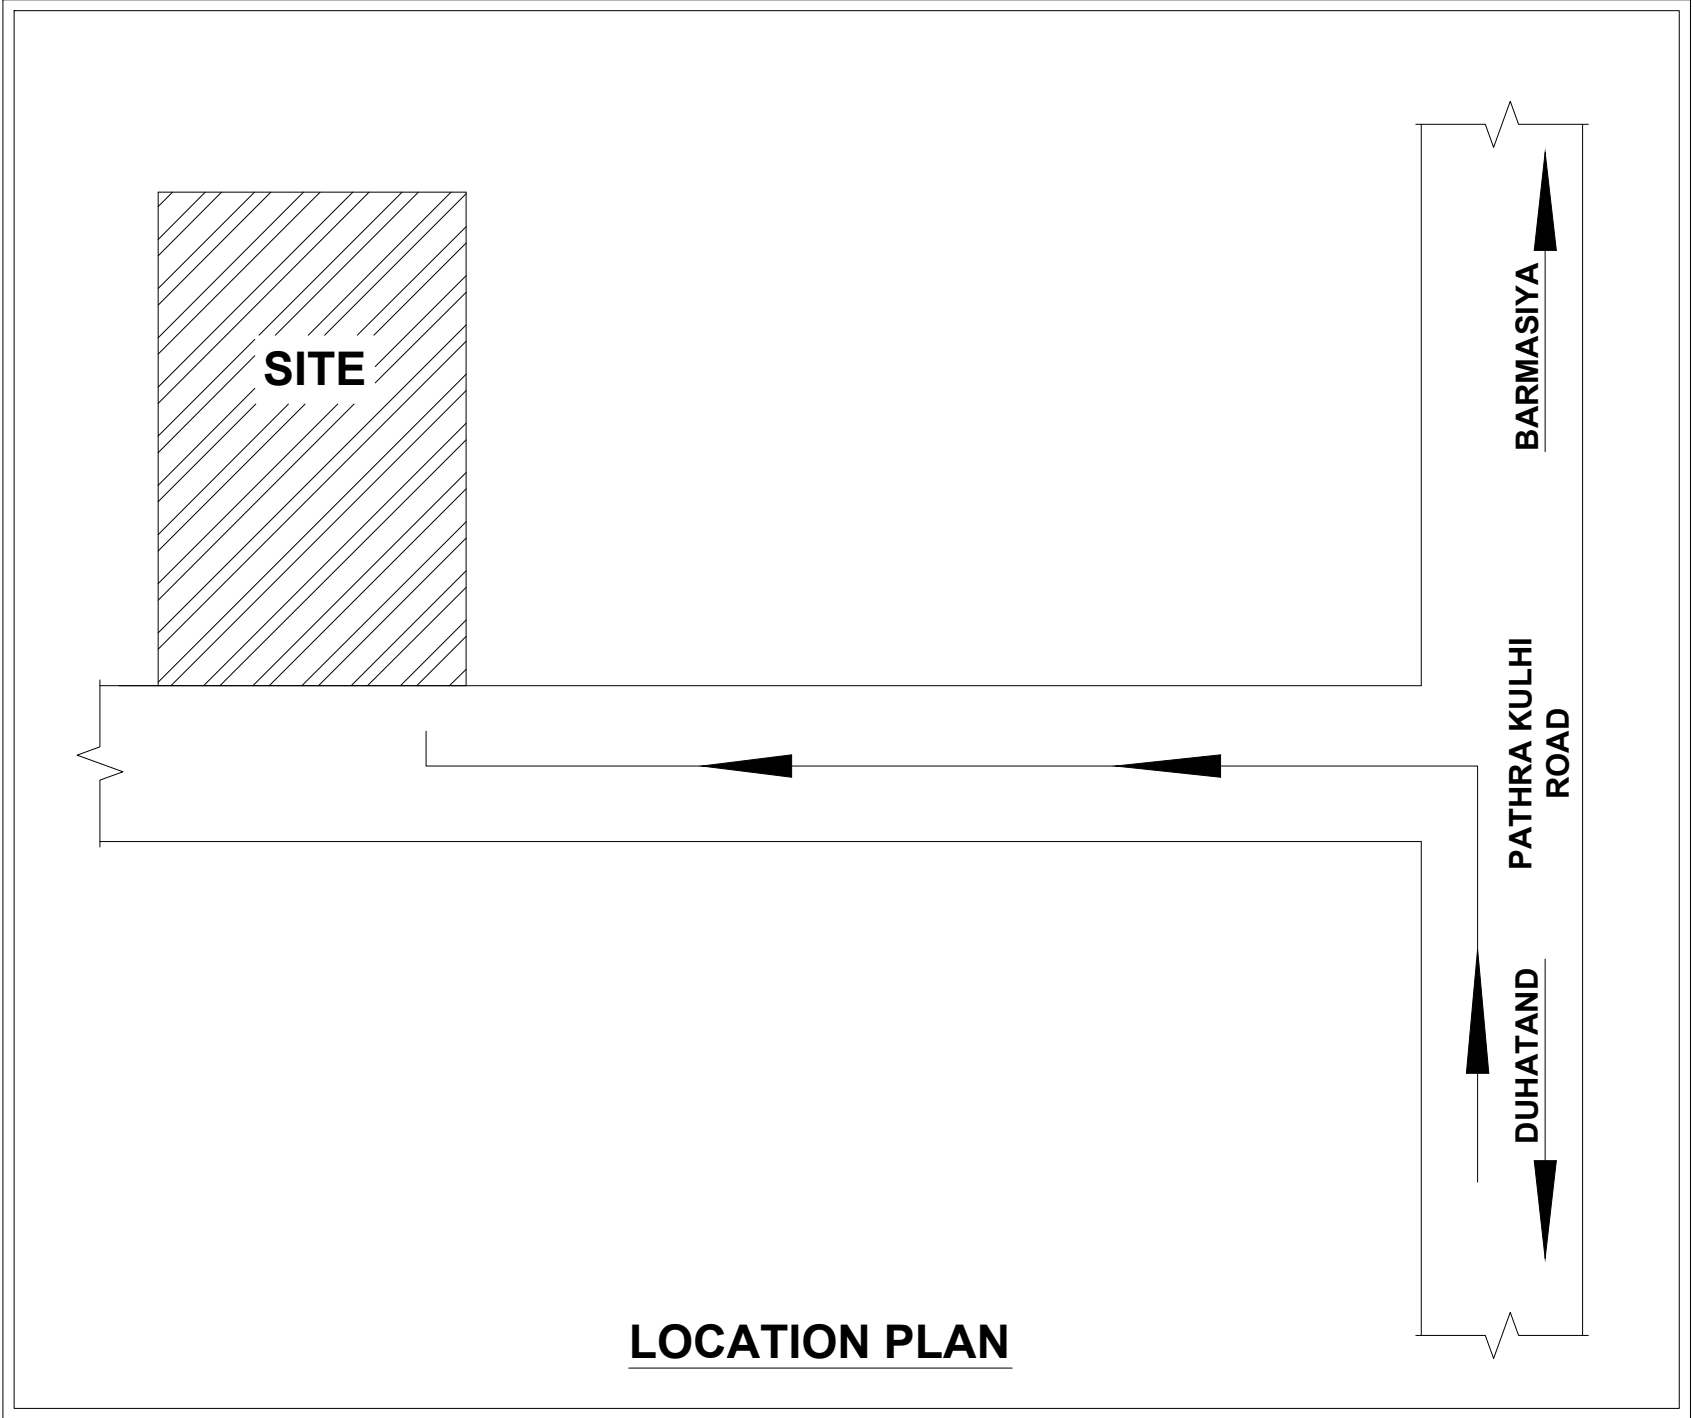 SITE
BARMASIYA
PATHRA KULHI
ROAD
DUHATAND
LOCATION PLAN